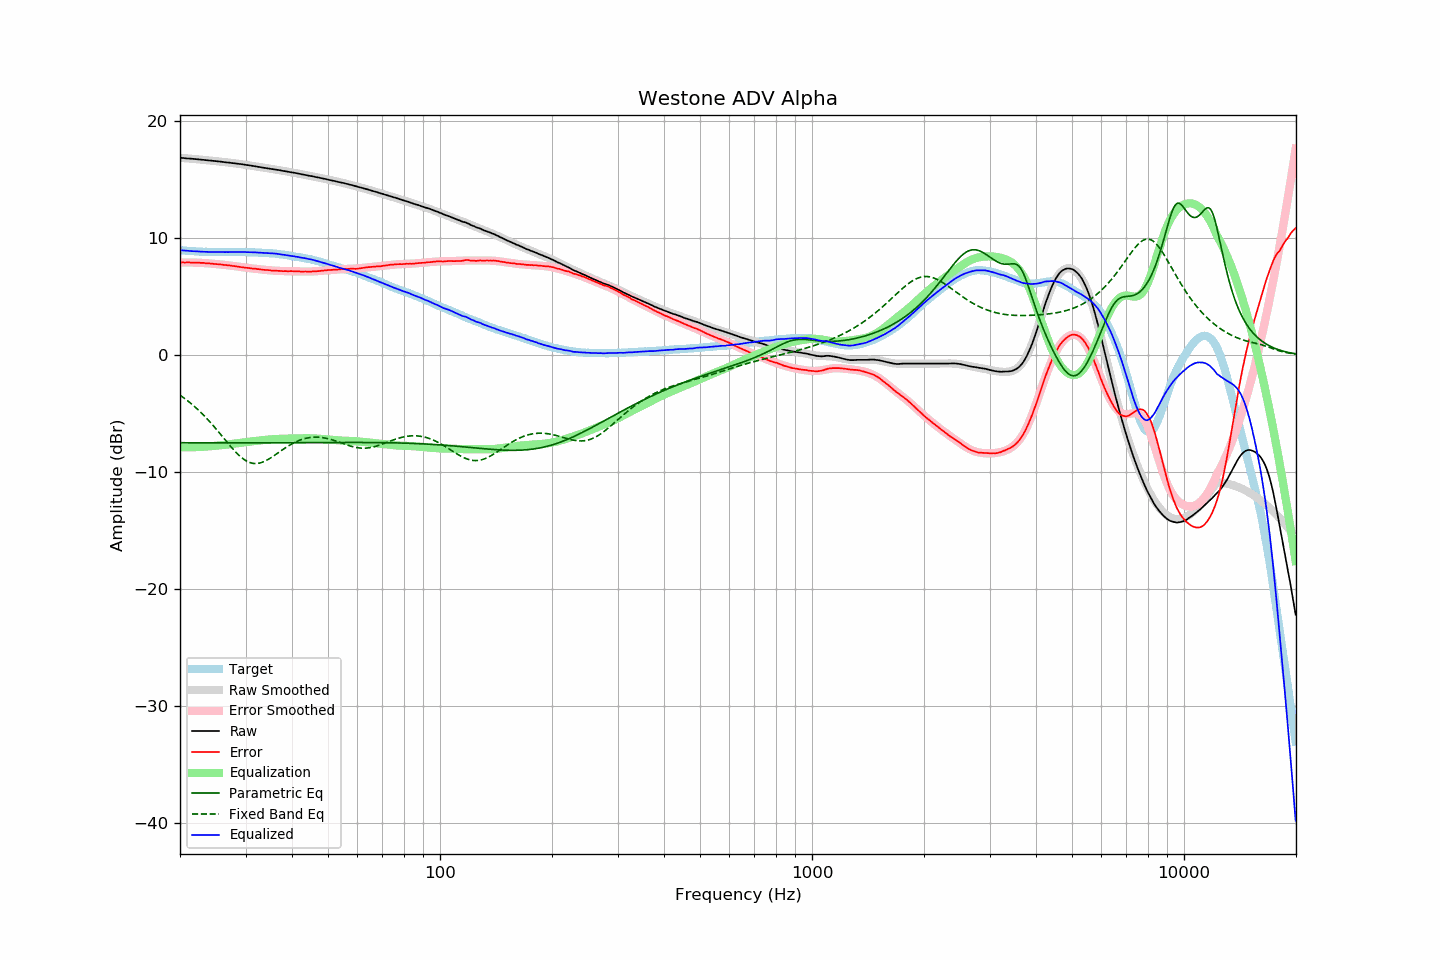 Westone ADV Alpha
20
10
0
−10
−20
−30
−40
Amplitude (dBr)
Target
Raw Smoothed
Error Smoothed
Raw
Error
Equalization
Parametric Eq
Fixed Band Eq
Equalized
100
1000
10000
Frequency (Hz)